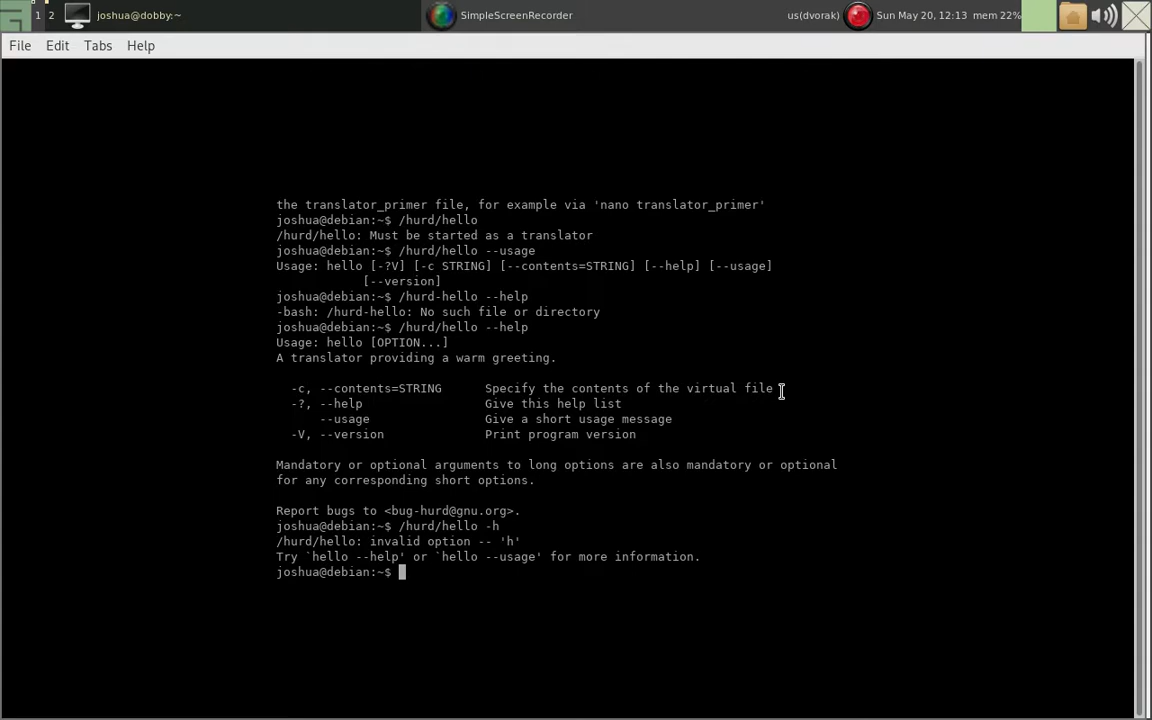 1 2 joshua@dobby:~ SimpleScreenRecorder us(dvorak) Sun May 20, 12:13 mem 22%
File Edit Tabs Help
the translator_primer file, for example via 'nano translator_primer'
joshua@debian:~$ /hurd/hello
/hurd/hello: Must be started as a translator
joshua@debian:~$ /hurd/hello --usage
Usage: hello [-?V] [-c STRING] [--contents=STRING] [--help] [--usage]
[--version]
joshua@debian:~$ /hurd-hello --help
-bash: /hurd-hello: No such file or directory
joshua@debian:~$ /hurd/hello --help
Usage: hello [OPTION...]
A translator providing a warm greeting.
-c, --contents=STRING Specify the contents of the virtual file
-?, --help Give this help list
--usage Give a short usage message
-V, --version Print program version
Mandatory or optional arguments to long options are also mandatory or optional
for any corresponding short options.
Report bugs to <bug-hurd@gnu.org>.
joshua@debian:~$ /hurd/hello -h
/hurd/hello: invalid option -- 'h'
Try `hello --help' or `hello --usage' for more information.
joshua@debian:~$